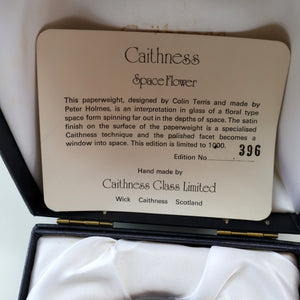 Caithness
Space Flower
This paperweight, designed by Colin Terris and made by
Peter Holmes, is an interpretation in glass of a floral type
space form spinning far out in the depths of space. The satin
finish on the surface of the paperweight is a specialised
Caithness technique and the polished facet becomes a
window into space. This edition is limited to 1000.
Edition No. 396
Hand made by
Caithness Glass Limited
Wick Caithness Scotland